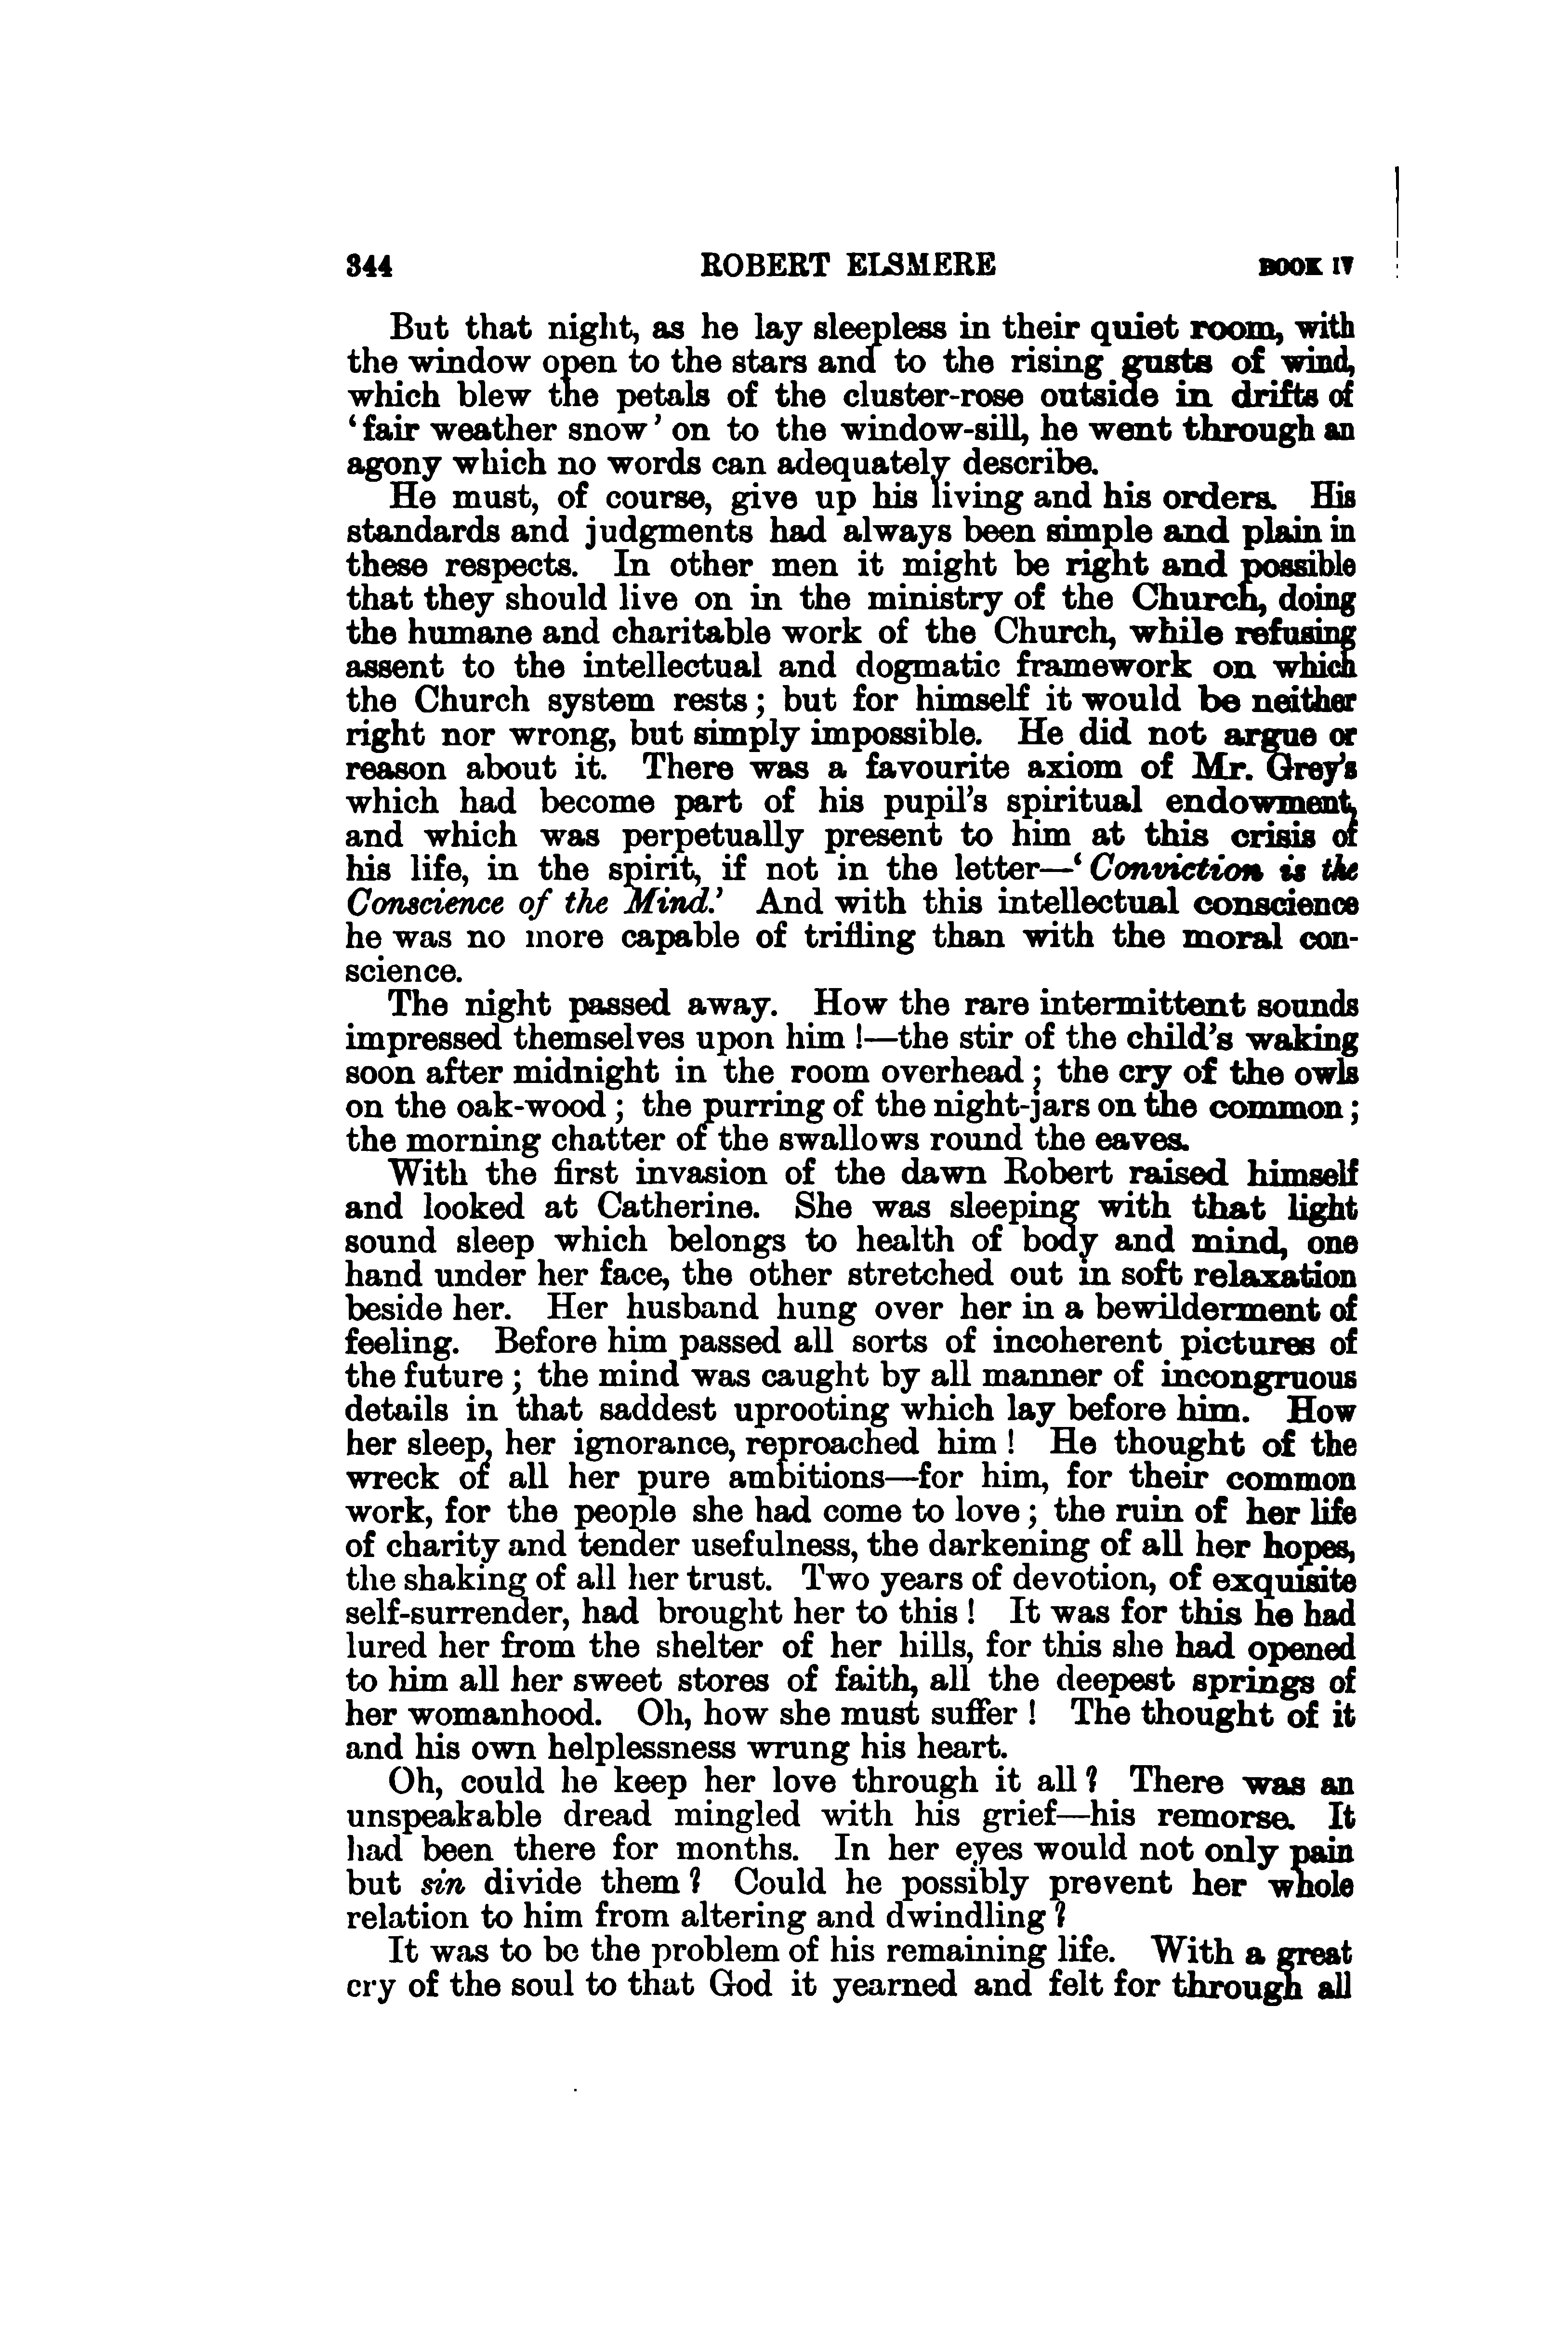 344 ROBERT ELSMERE BOOK IV
But that night, as he lay sleepless in their quiet room, with
the window open to the stars and to the rising gusts of wind,
which blew the petals of the cluster-rose outside in drifts of
‘fair weather snow’ on to the window-sill, he went through an
agony which no words can adequately describe.
He must, of course, give up his living and his orders. His
standards and judgments had always been simple and plain in
these respects. In other men it might be right and possible
that they should live on in the ministry of the Church, doing
the humane and charitable work of the Church, while refusing
assent to the intellectual and dogmatic framework on which
the Church system rests; but for himself it would be neither
right nor wrong, but simply impossible. He did not argue or
reason about it. There was a favourite axiom of Mr. Grey’s
which had become part of his pupil’s spiritual endowment,
and which was perpetually present to him at this crisis of
his life, in the spirit, if not in the letter—‘Conviction is the
Conscience of the Mind.’ And with this intellectual conscience
he was no more capable of trifling than with the moral con-
science.
The night passed away. How the rare intermittent sounds
impressed themselves upon him!—the stir of the child’s waking
soon after midnight in the room overhead; the cry of the owls
on the oak-wood; the purring of the night-jars on the common;
the morning chatter of the swallows round the eaves.
With the first invasion of the dawn Robert raised himself
and looked at Catherine. She was sleeping with that light
sound sleep which belongs to health of body and mind, one
hand under her face, the other stretched out in soft relaxation
beside her. Her husband hung over her in a bewilderment of
feeling. Before him passed all sorts of incoherent pictures of
the future; the mind was caught by all manner of incongruous
details in that saddest uprooting which lay before him. How
her sleep, her ignorance, reproached him! He thought of the
wreck of all her pure ambitions—for him, for their common
work, for the people she had come to love; the ruin of her life
of charity and tender usefulness, the darkening of all her hopes,
the shaking of all her trust. Two years of devotion, of exquisite
self-surrender, had brought her to this! It was for this he had
lured her from the shelter of her hills, for this she had opened
to him all her sweet stores of faith, all the deepest springs of
her womanhood. Oh, how she must suffer! The thought of it
and his own helplessness wrung his heart.
Oh, could he keep her love through it all? There was an
unspeakable dread mingled with his grief—his remorse. It
had been there for months. In her eyes would not only pain
but sin divide them? Could he possibly prevent her whole
relation to him from altering and dwindling?
It was to be the problem of his remaining life. With a great
cry of the soul to that God it yearned and felt for through all